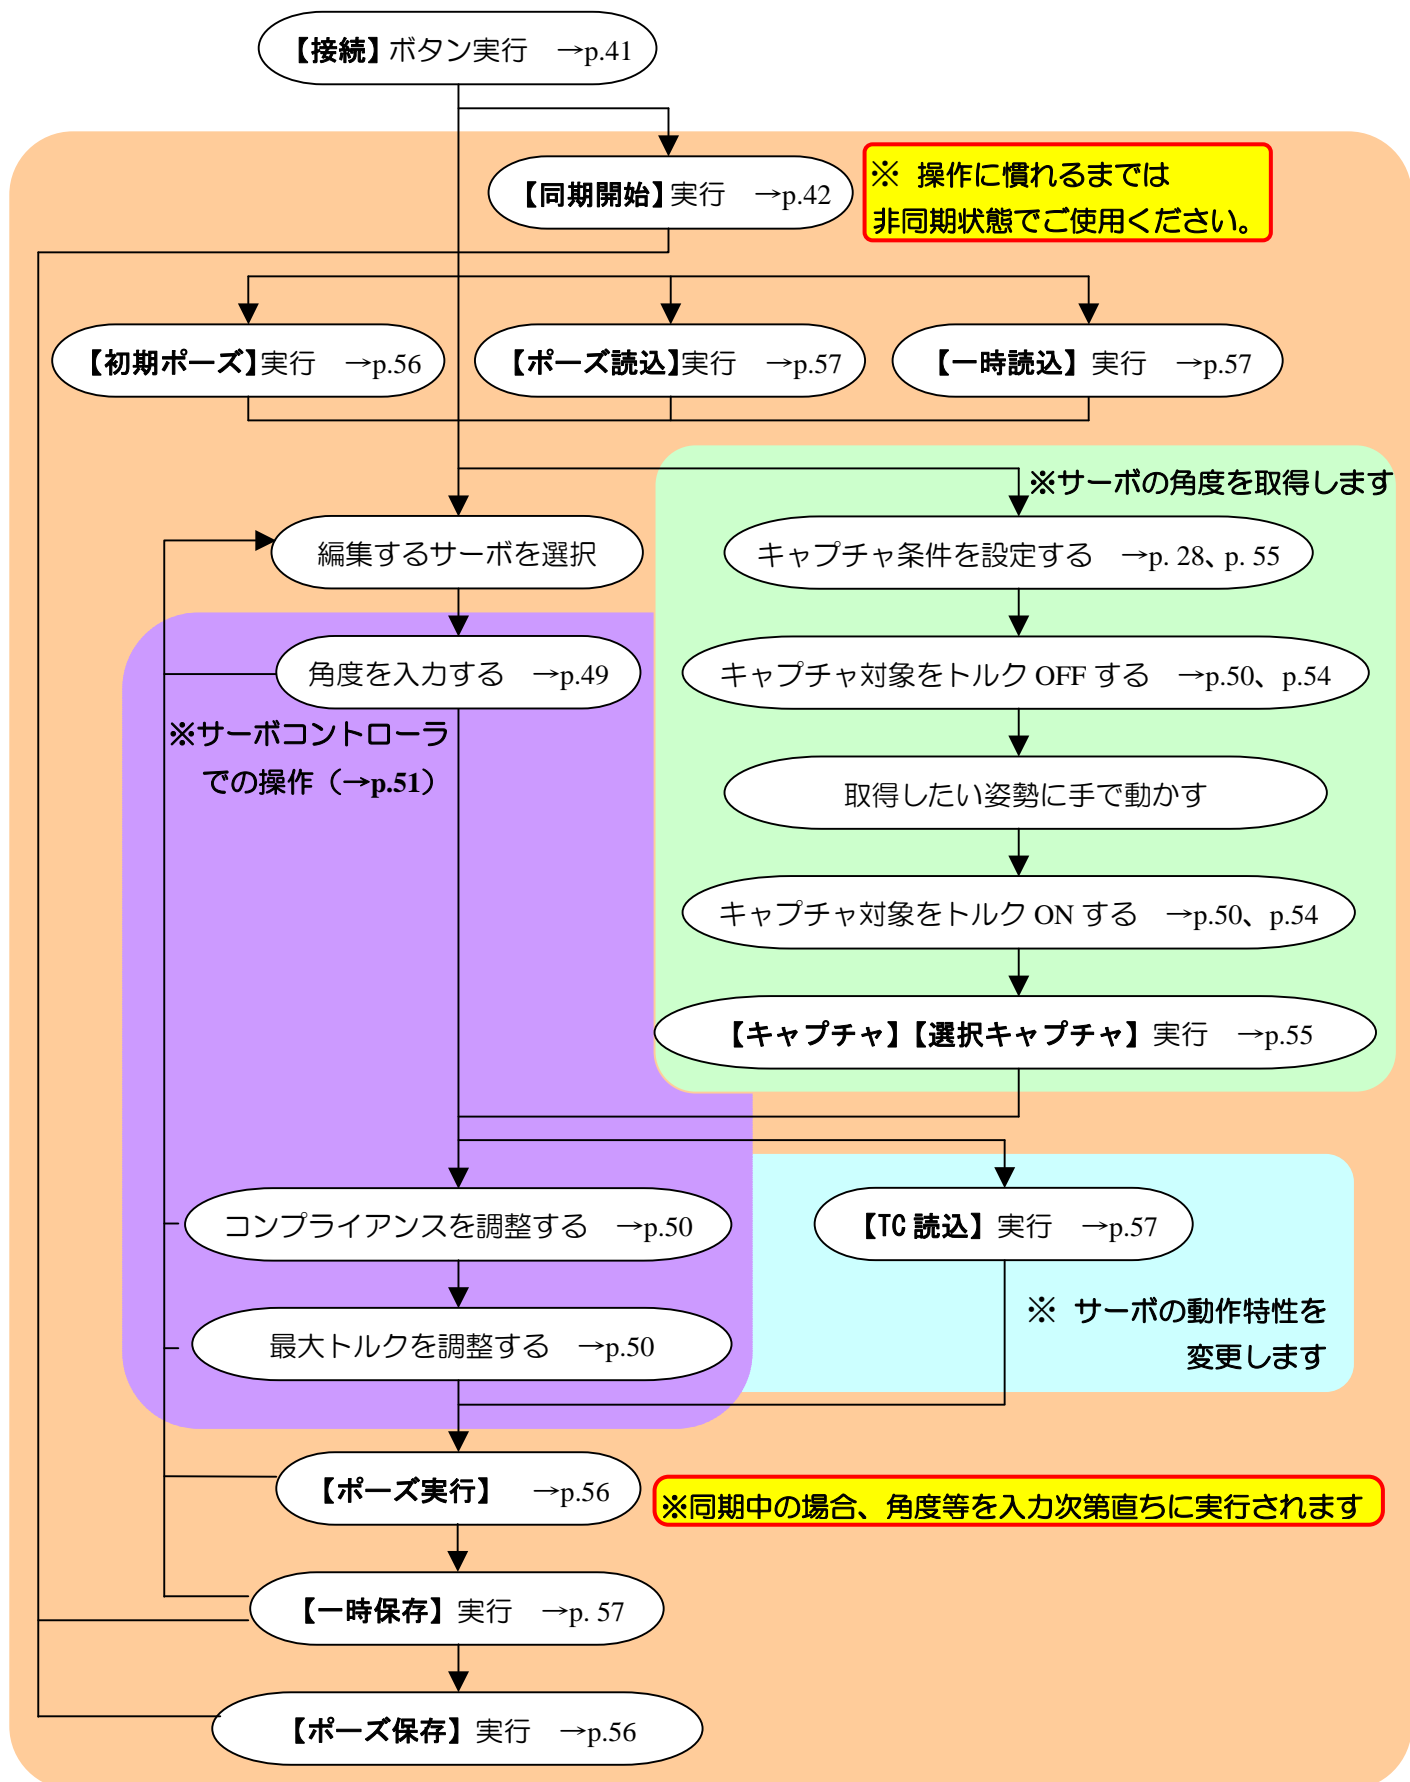 【接続】ボタン実行　→p.41
【同期開始】実行　→p.42
※ 操作に慣れるまでは
非同期状態でご使用ください。
【初期ポーズ】実行　→p.56
【ポーズ読込】実行　→p.57
【一時読込】 実行　→p.57
※サーボの角度を取得します
編集するサーボを選択
キャプチャ条件を設定する　→p. 28、p. 55
角度を入力する　→p.49
キャプチャ対象をトルク OFF する　→p.50、p.54
※サーボコントローラ
での操作（→p.51）
取得したい姿勢に手で動かす
キャプチャ対象をトルク ON する　→p.50、p.54
【キャプチャ】【選択キャプチャ】 実行　→p.55
コンプライアンスを調整する　→p.50
【TC 読込】 実行　→p.57
※ サーボの動作特性を
変更します
最大トルクを調整する　→p.50
【ポーズ実行】　→p.56
※同期中の場合、角度等を入力次第直ちに実行されます
【一時保存】 実行　→p. 57
【ポーズ保存】 実行　→p.56